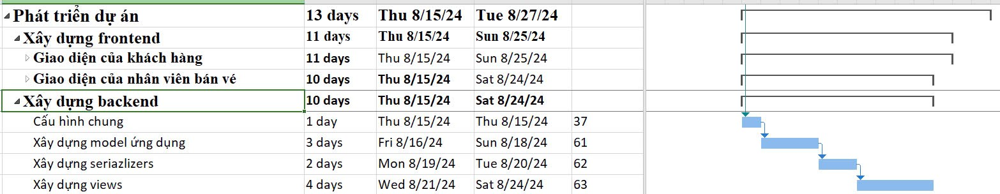 Phát triển dự án 13 days Thu 8/15/24 Tue 8/27/24
Xây dựng frontend 11 days Thu 8/15/24 Sun 8/25/24
Giao diện của khách hàng 11 days Thu 8/15/24 Sun 8/25/24
Giao diện của nhân viên bán vé 10 days Thu 8/15/24 Sat 8/24/24
Xây dựng backend 10 days Thu 8/15/24 Sat 8/24/24
Cấu hình chung 1 day Thu 8/15/24 Thu 8/15/24 37
Xây dựng model ứng dụng 3 days Fri 8/16/24 Sun 8/18/24 61
Xây dựng seriazlizers 2 days Mon 8/19/24 Tue 8/20/24 62
Xây dựng views 4 days Wed 8/21/24 Sat 8/24/24 63